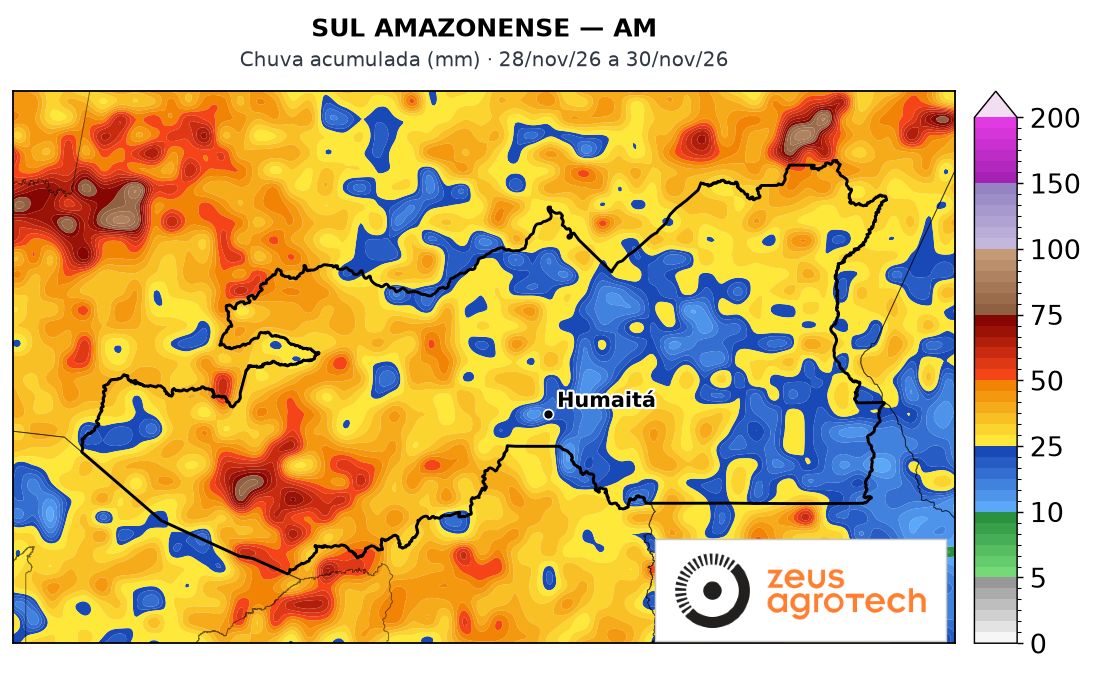 SUL AMAZONENSE — AM
Chuva acumulada (mm) · 28/nov/26 a 30/nov/26
200
150
100
75
50
25
10
5
0
Humaitá
zeus
agrotech